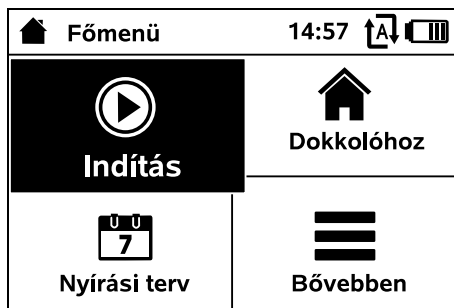 Főmenü 14:57 A
Indítás
Dokkolóhoz
7
Nyírási terv
Bővebben